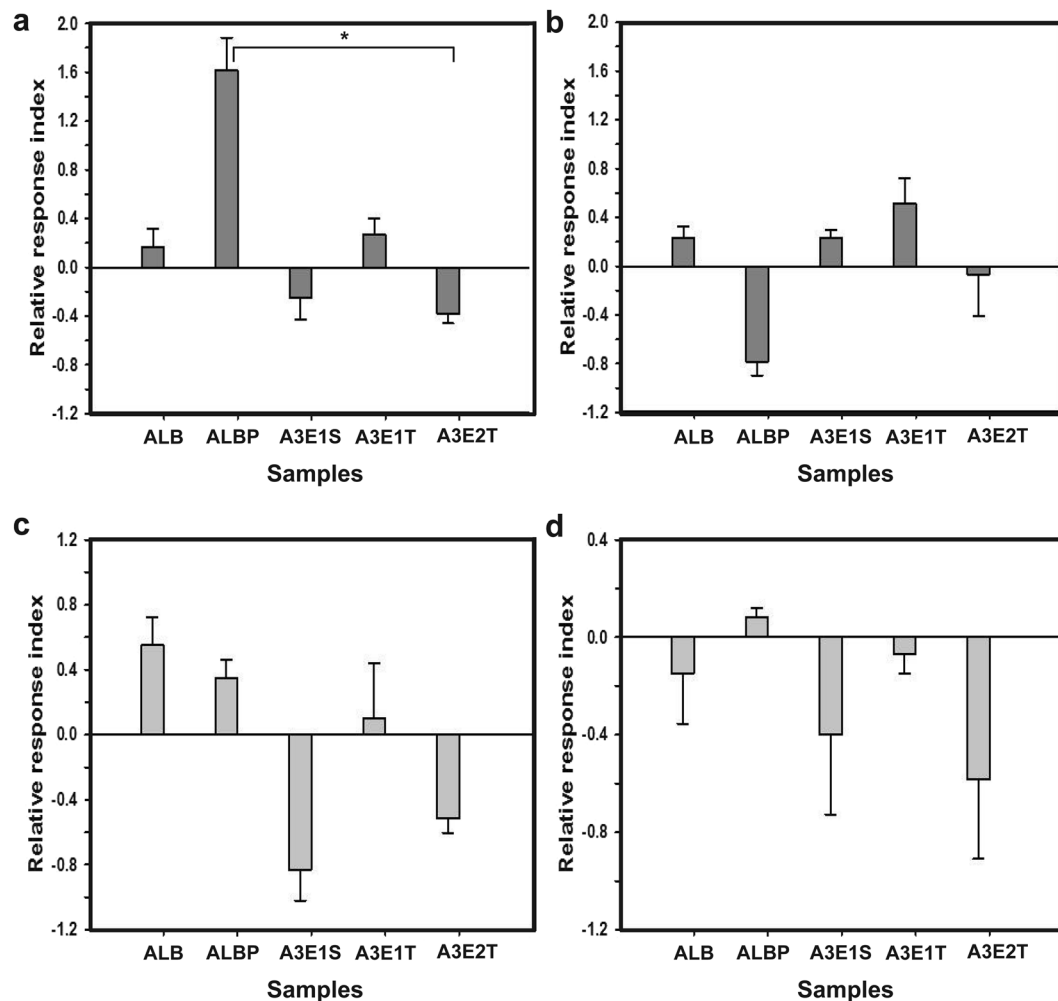 a
*
Relative response index
2.0
1.6
1.2
0.8
0.4
0.0
-0.4
-0.8
-1.2
ALB ALBP A3E1S A3E1T A3E2T
Samples
b
Relative response index
2.0
1.6
1.2
0.8
0.4
0.0
-0.4
-0.8
-1.2
ALB ALBP A3E1S A3E1T A3E2T
Samples
c
Relative response index
1.2
0.8
0.4
0.0
-0.4
-0.8
-1.2
ALB ALBP A3E1S A3E1T A3E2T
Samples
d
Relative response index
0.4
0.0
-0.4
-0.8
-1.2
ALB ALBP A3E1S A3E1T A3E2T
Samples